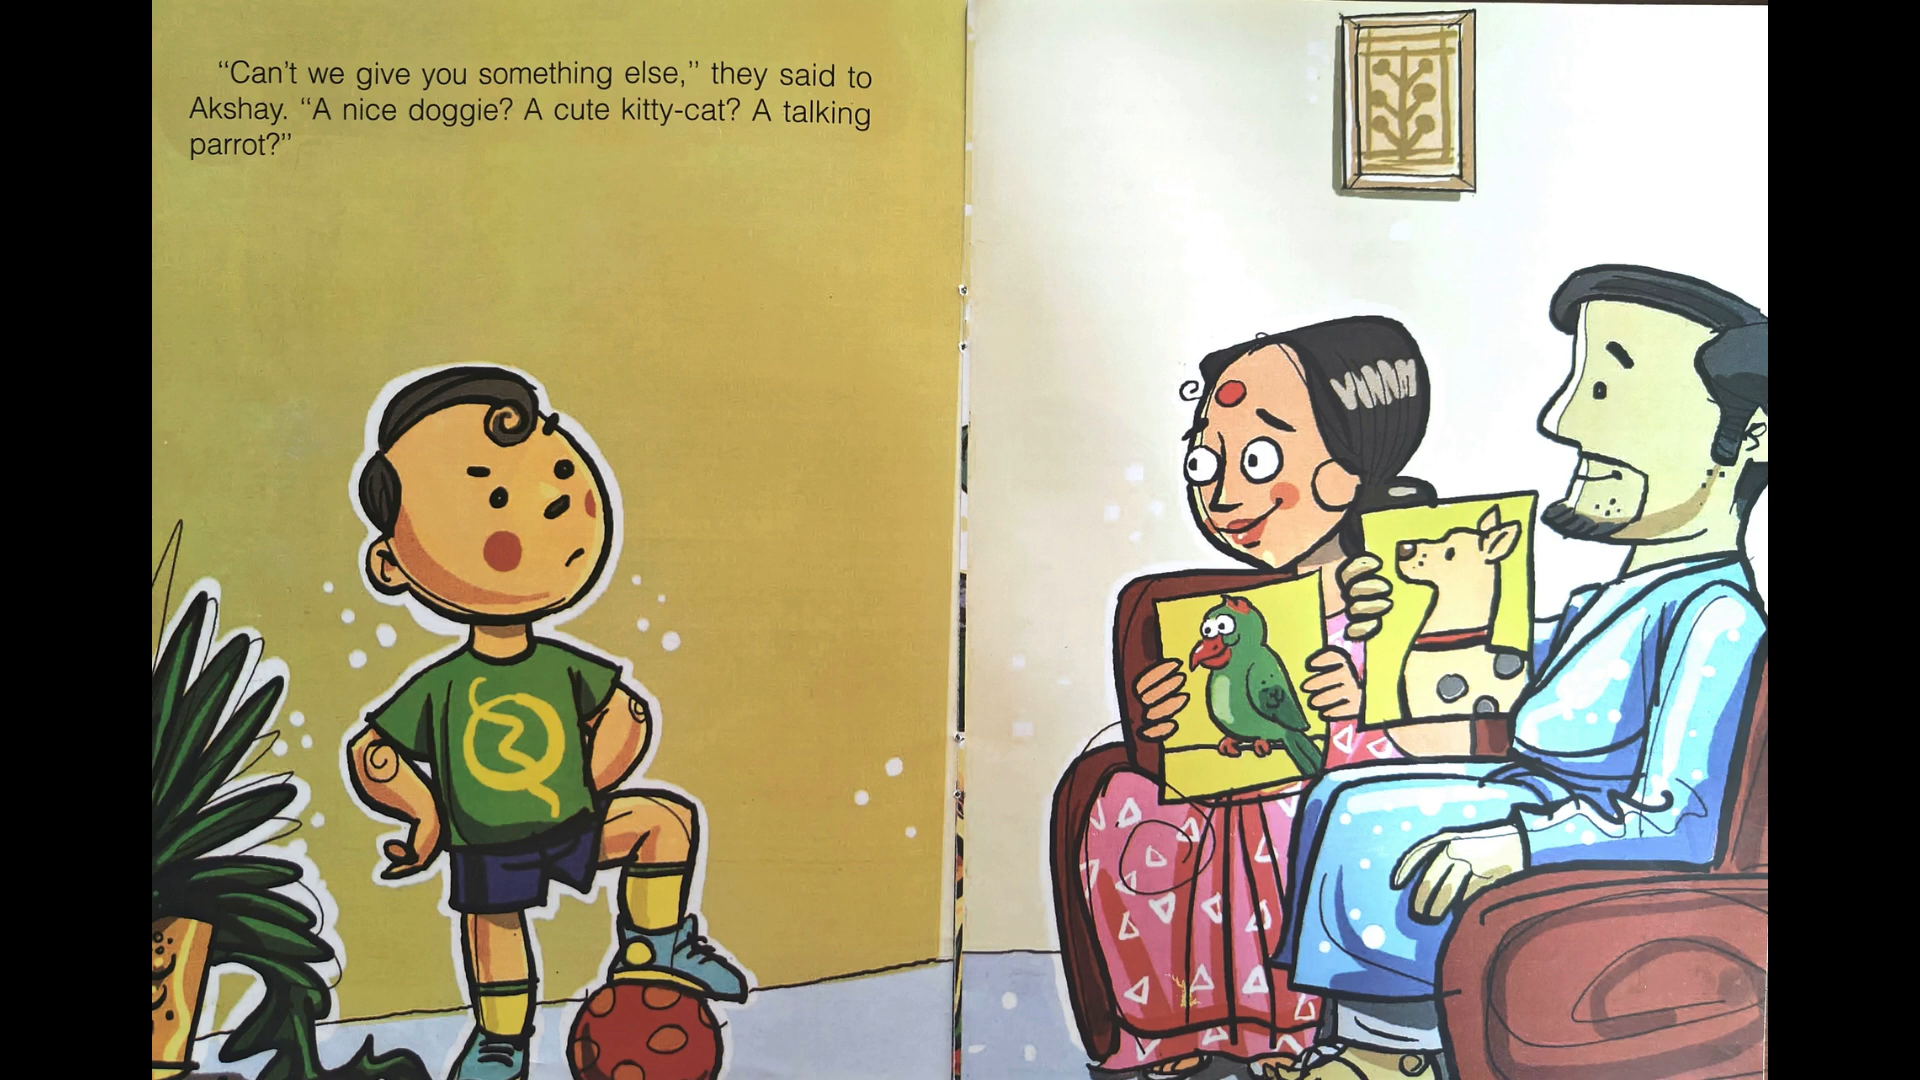 “Can’t we give you something else,” they said to
Akshay. “A nice doggie? A cute kitty-cat? A talking
parrot?”